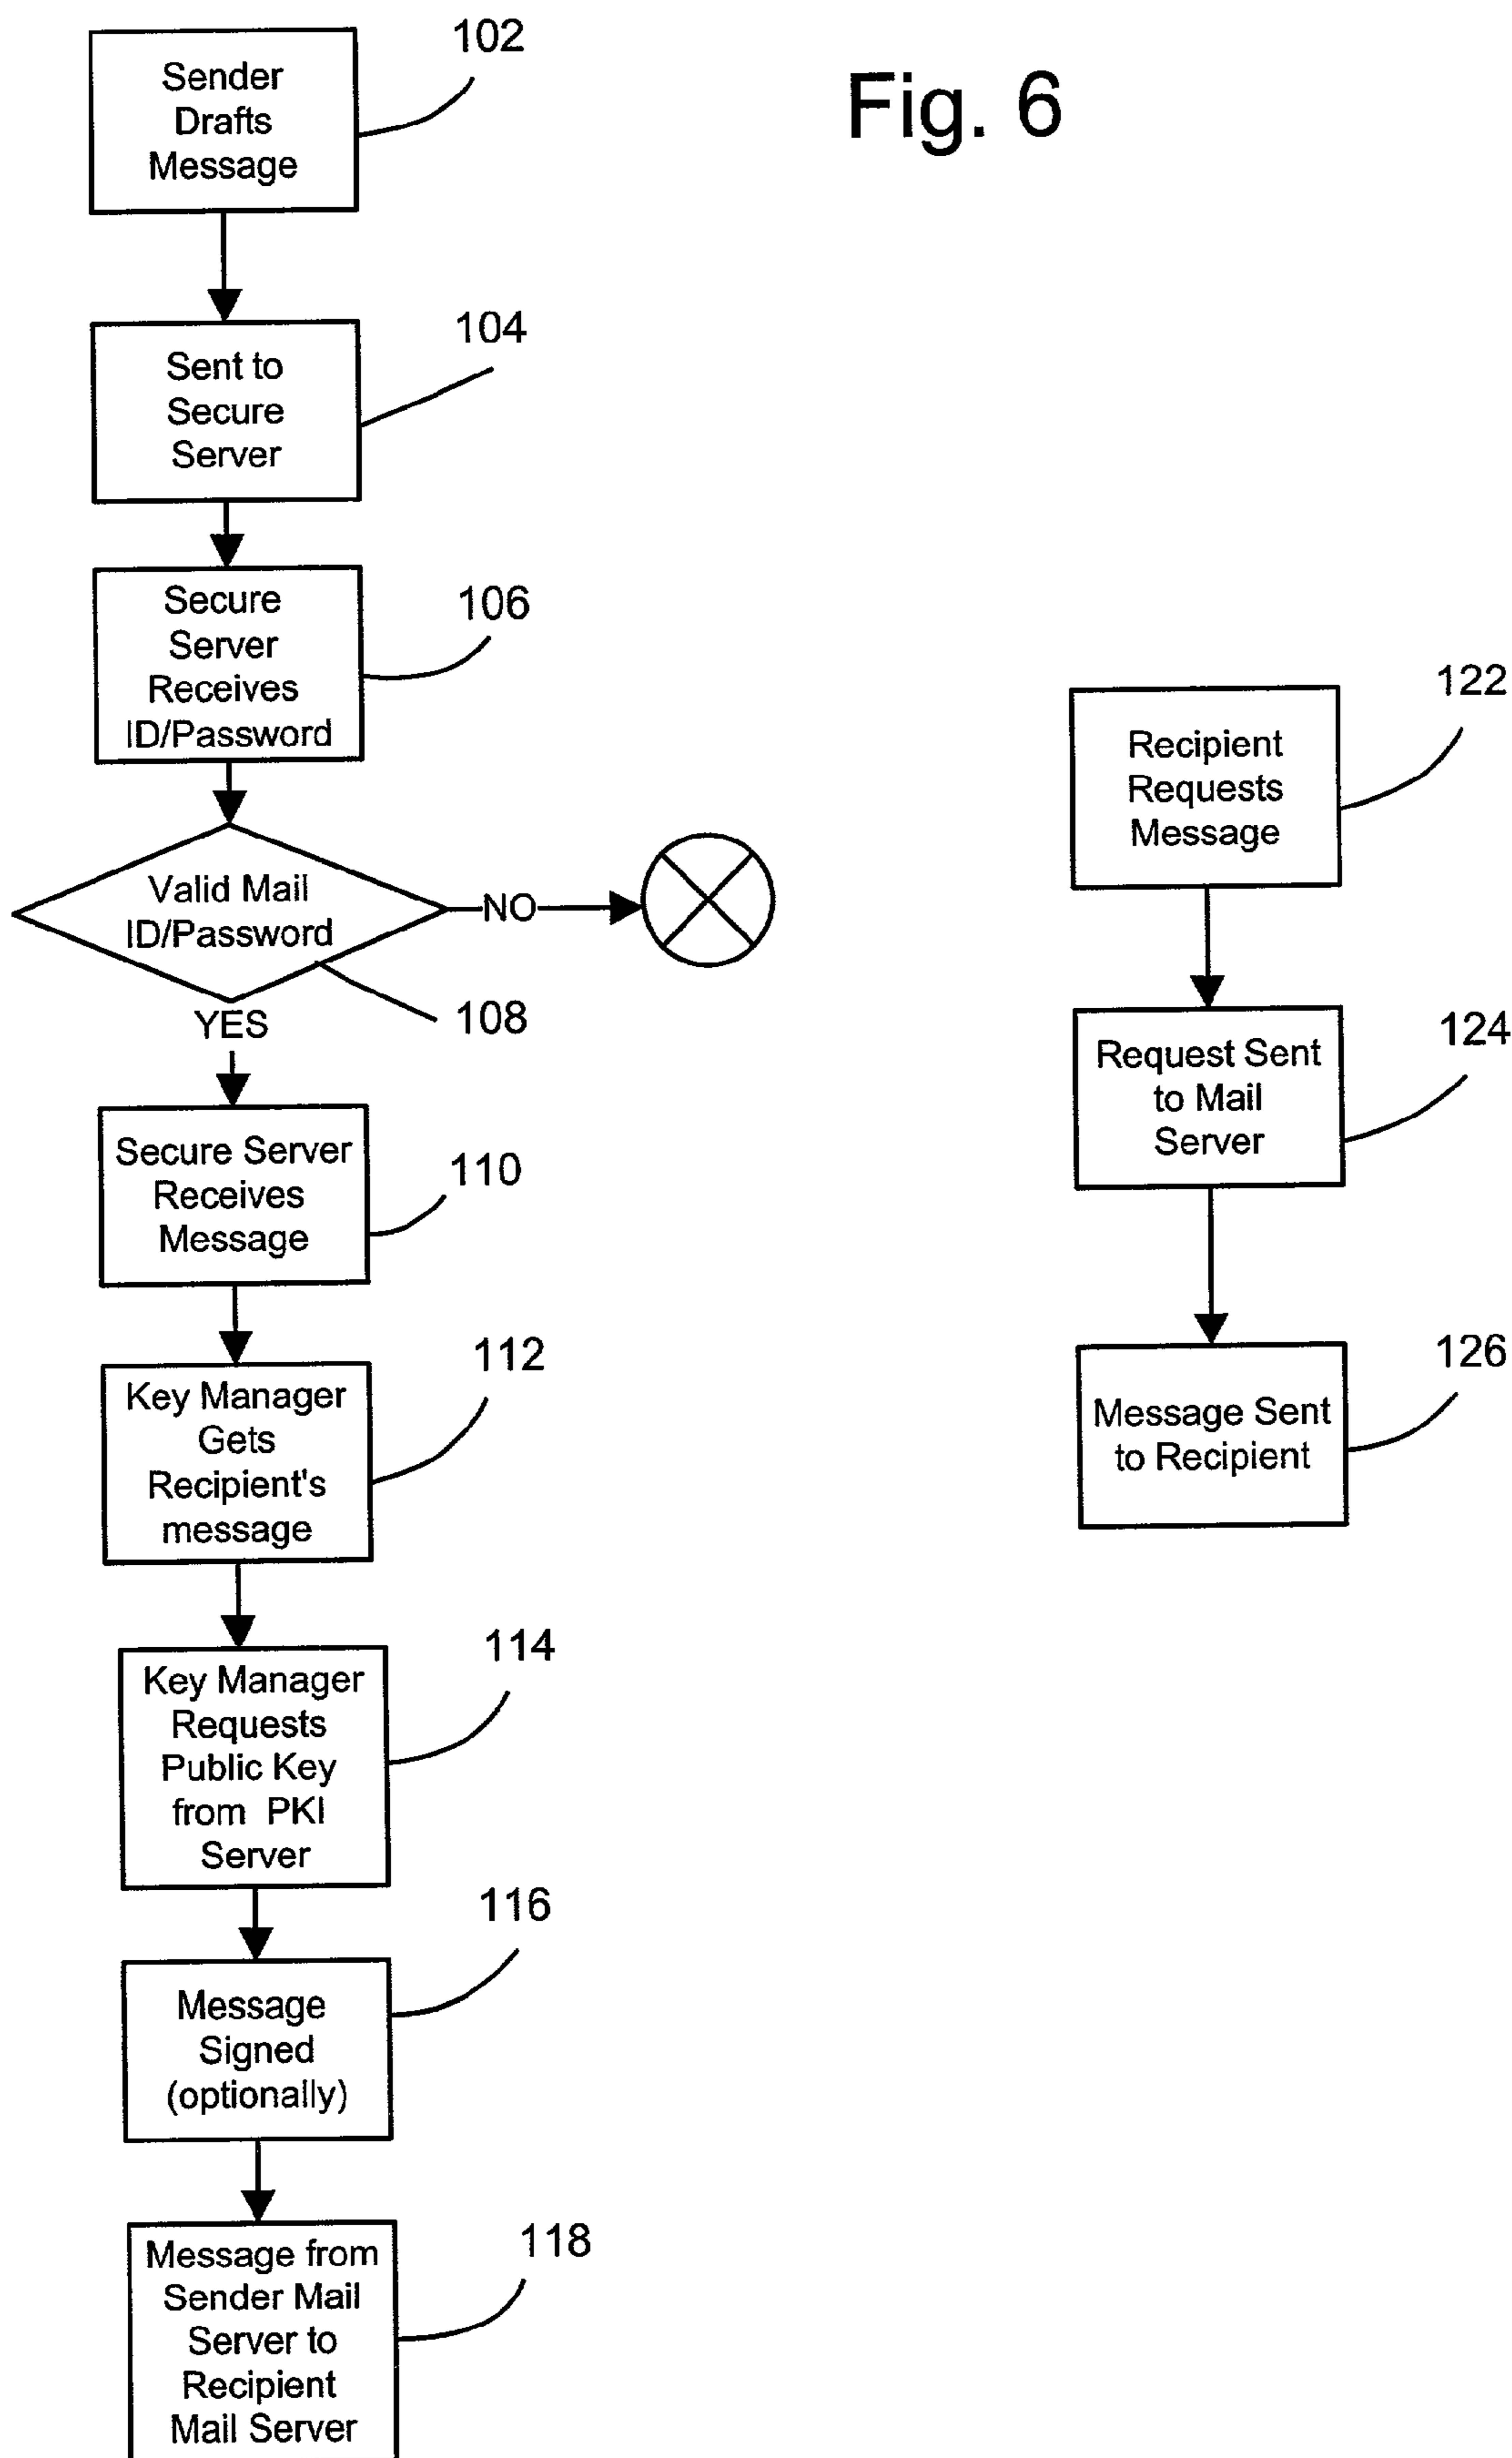 Fig. 6
102
Sender
Drafts
Message
104
Sent to
Secure
Server
106
Secure
Server
Receives
ID/Password
Valid Mail
ID/Password
NO
108
YES
Secure Server
Receives
Message
110
112
Key Manager
Gets
Recipient's
message
114
Key Manager
Requests
Public Key
from PKI
Server
116
Message
Signed
(optionally)
118
Message from
Sender Mail
Server to
Recipient
Mail Server
122
Recipient
Requests
Message
124
Request Sent
to Mail
Server
126
Message Sent
to Recipient